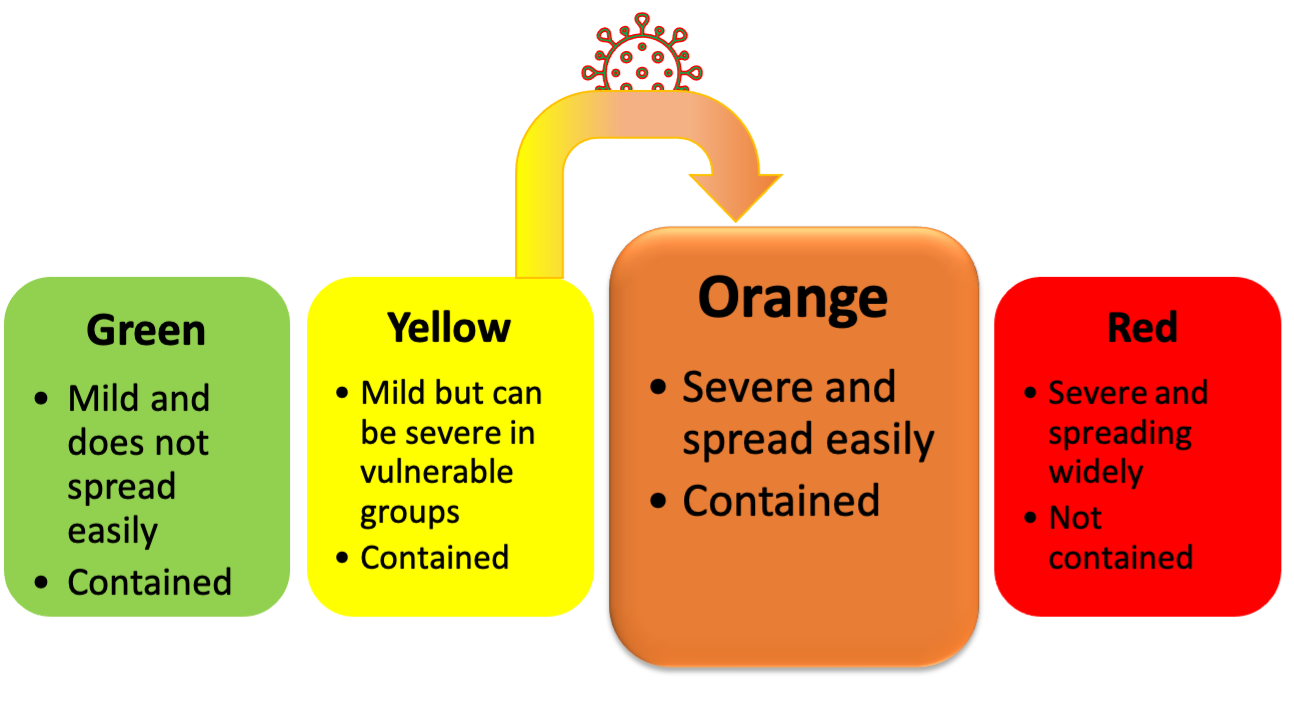 Green
• Mild and
does not
spread
easily
• Contained
Yellow
• Mild but can
be severe in
vulnerable
groups
• Contained
Orange
• Severe and
spread easily
• Contained
Red
• Severe and
spreading
widely
• Not
contained